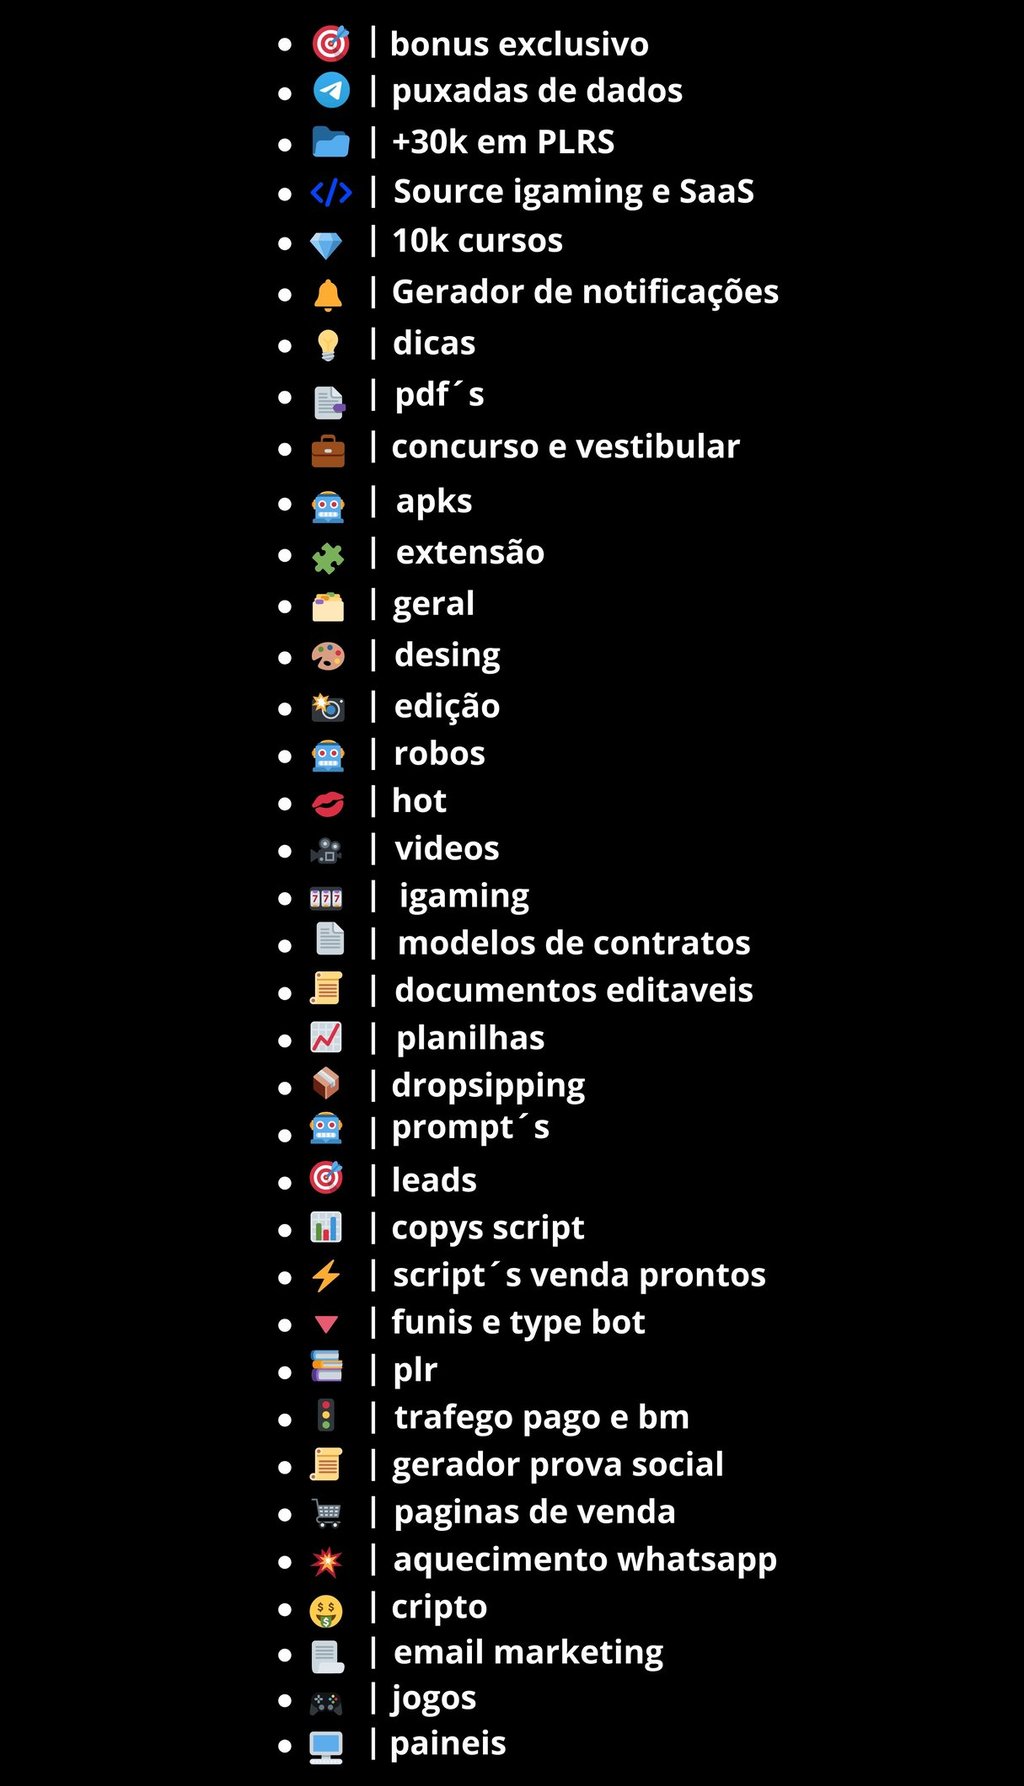 | bonus exclusivo
| puxadas de dados
| +30k em PLRS
</> | Source igaming e SaaS
| 10k cursos
| Gerador de notificações
| dicas
| pdf´s
| concurso e vestibular
| apks
| extensão
| geral
| desing
| edição
| robos
| hot
| videos
777 | igaming
| modelos de contratos
| documentos editaveis
| planilhas
| dropsipping
| prompt´s
| leads
| copys script
| script´s venda prontos
| funis e type bot
| plr
| trafego pago e bm
| gerador prova social
| paginas de venda
| aquecimento whatsapp
| cripto
| email marketing
| jogos
| paineis